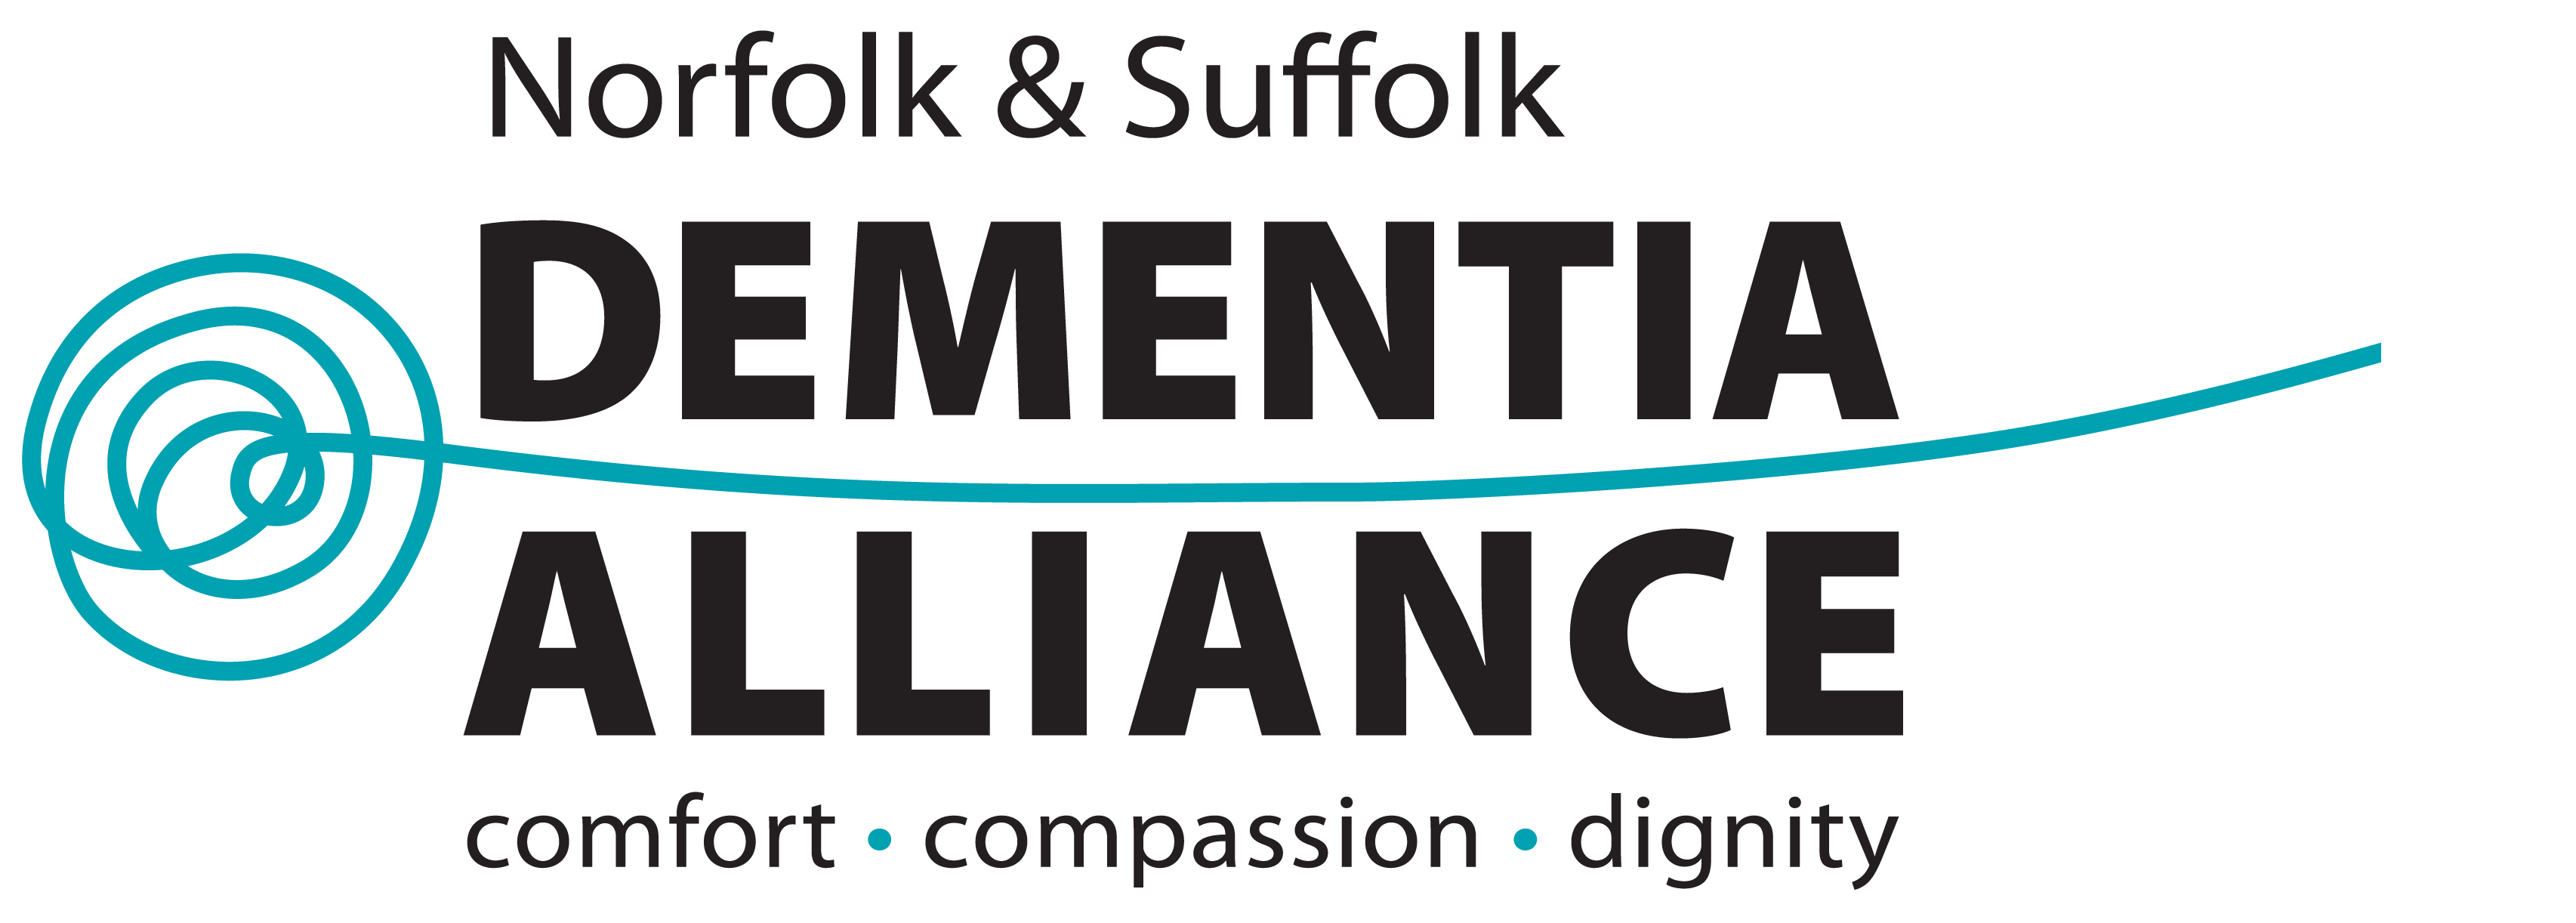 Norfolk & Suffolk
DEMENTIA
ALLIANCE
comfort • compassion • dignity